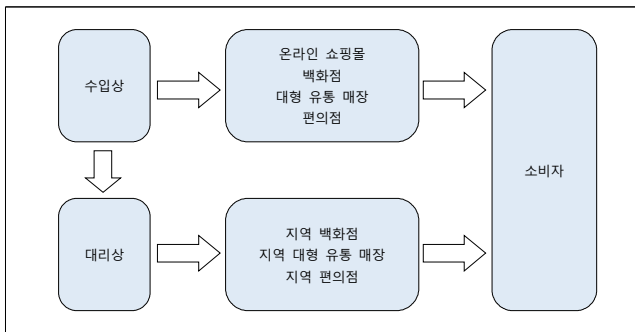 수입상
온라인 쇼핑몰
백화점
대형 유통 매장
편의점
소비자
대리상
지역 백화점
지역 대형 유통 매장
지역 편의점